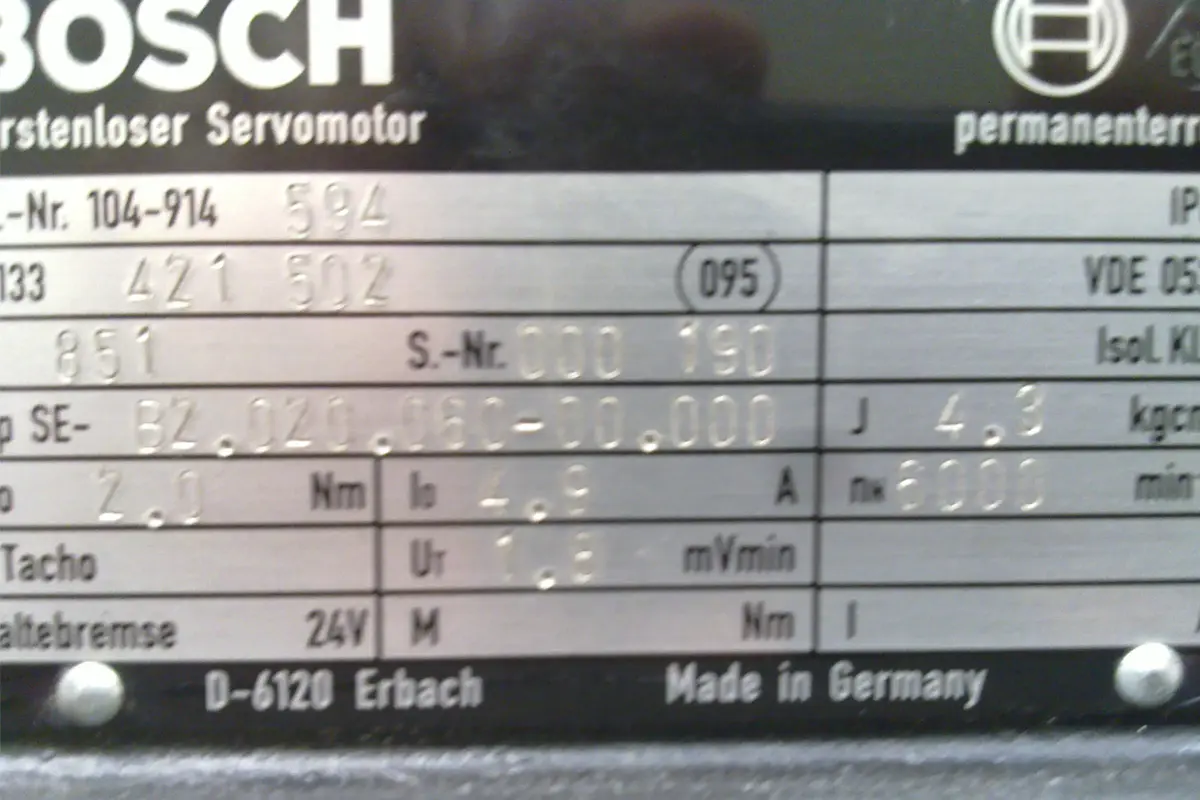 BOSCH
rstenloser Servomotor permanenterr
.-Nr. 104-914 594 IP
133 421 502 095 VDE 05
851 S.-Nr. 000 190 Isol. Kl.
p SE- B2.020.060-00.000 J 4.3 kgcm
o 2.0 Nm Io 4.9 A nN 6000 min
Tacho Ur 1.8 mVmin
altebremse 24V M Nm I
D-6120 Erbach Made in Germany